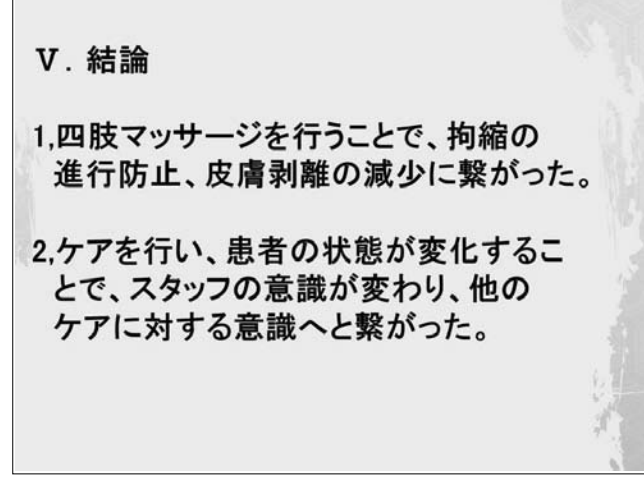 Ⅴ．結論
1,四肢マッサージを行うことで、拘縮の
進行防止、皮膚剥離の減少に繋がった。
2,ケアを行い、患者の状態が変化するこ
とで、スタッフの意識が変わり、他の
ケアに対する意識へと繋がった。